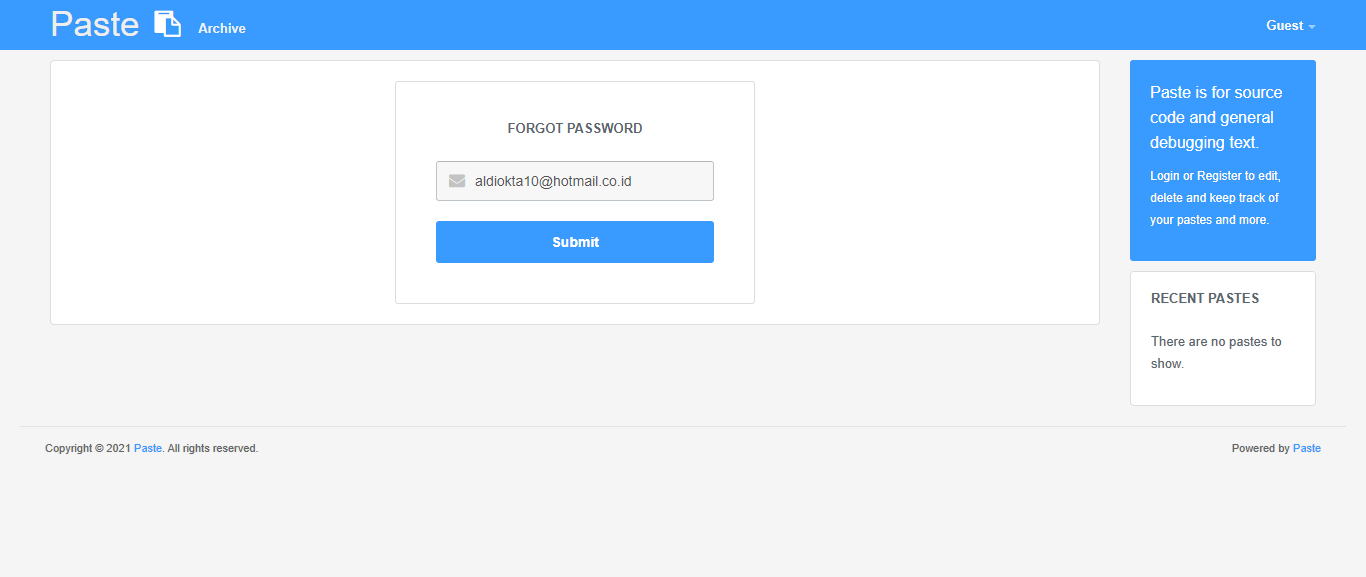 Paste
Archive
Guest
FORGOT PASSWORD
aldiokta10@hotmail.co.id
Submit
Paste is for source
code and general
debugging text.
Login or Register to edit,
delete and keep track of
your pastes and more.
RECENT PASTES
There are no pastes to
show.
Copyright © 2021 Paste. All rights reserved.
Powered by Paste